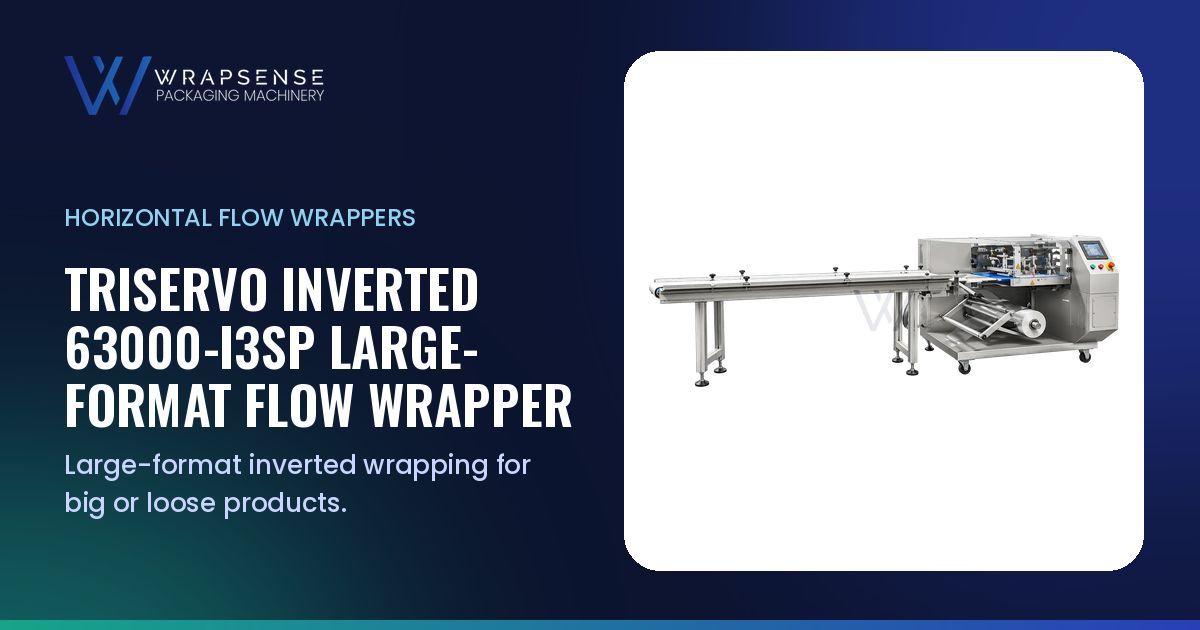 WRAPSENSE
PACKAGING MACHINERY
HORIZONTAL FLOW WRAPPERS
TRISERVO INVERTED
63000-I3SP LARGE-
FORMAT FLOW WRAPPER
Large-format inverted wrapping for
big or loose products.